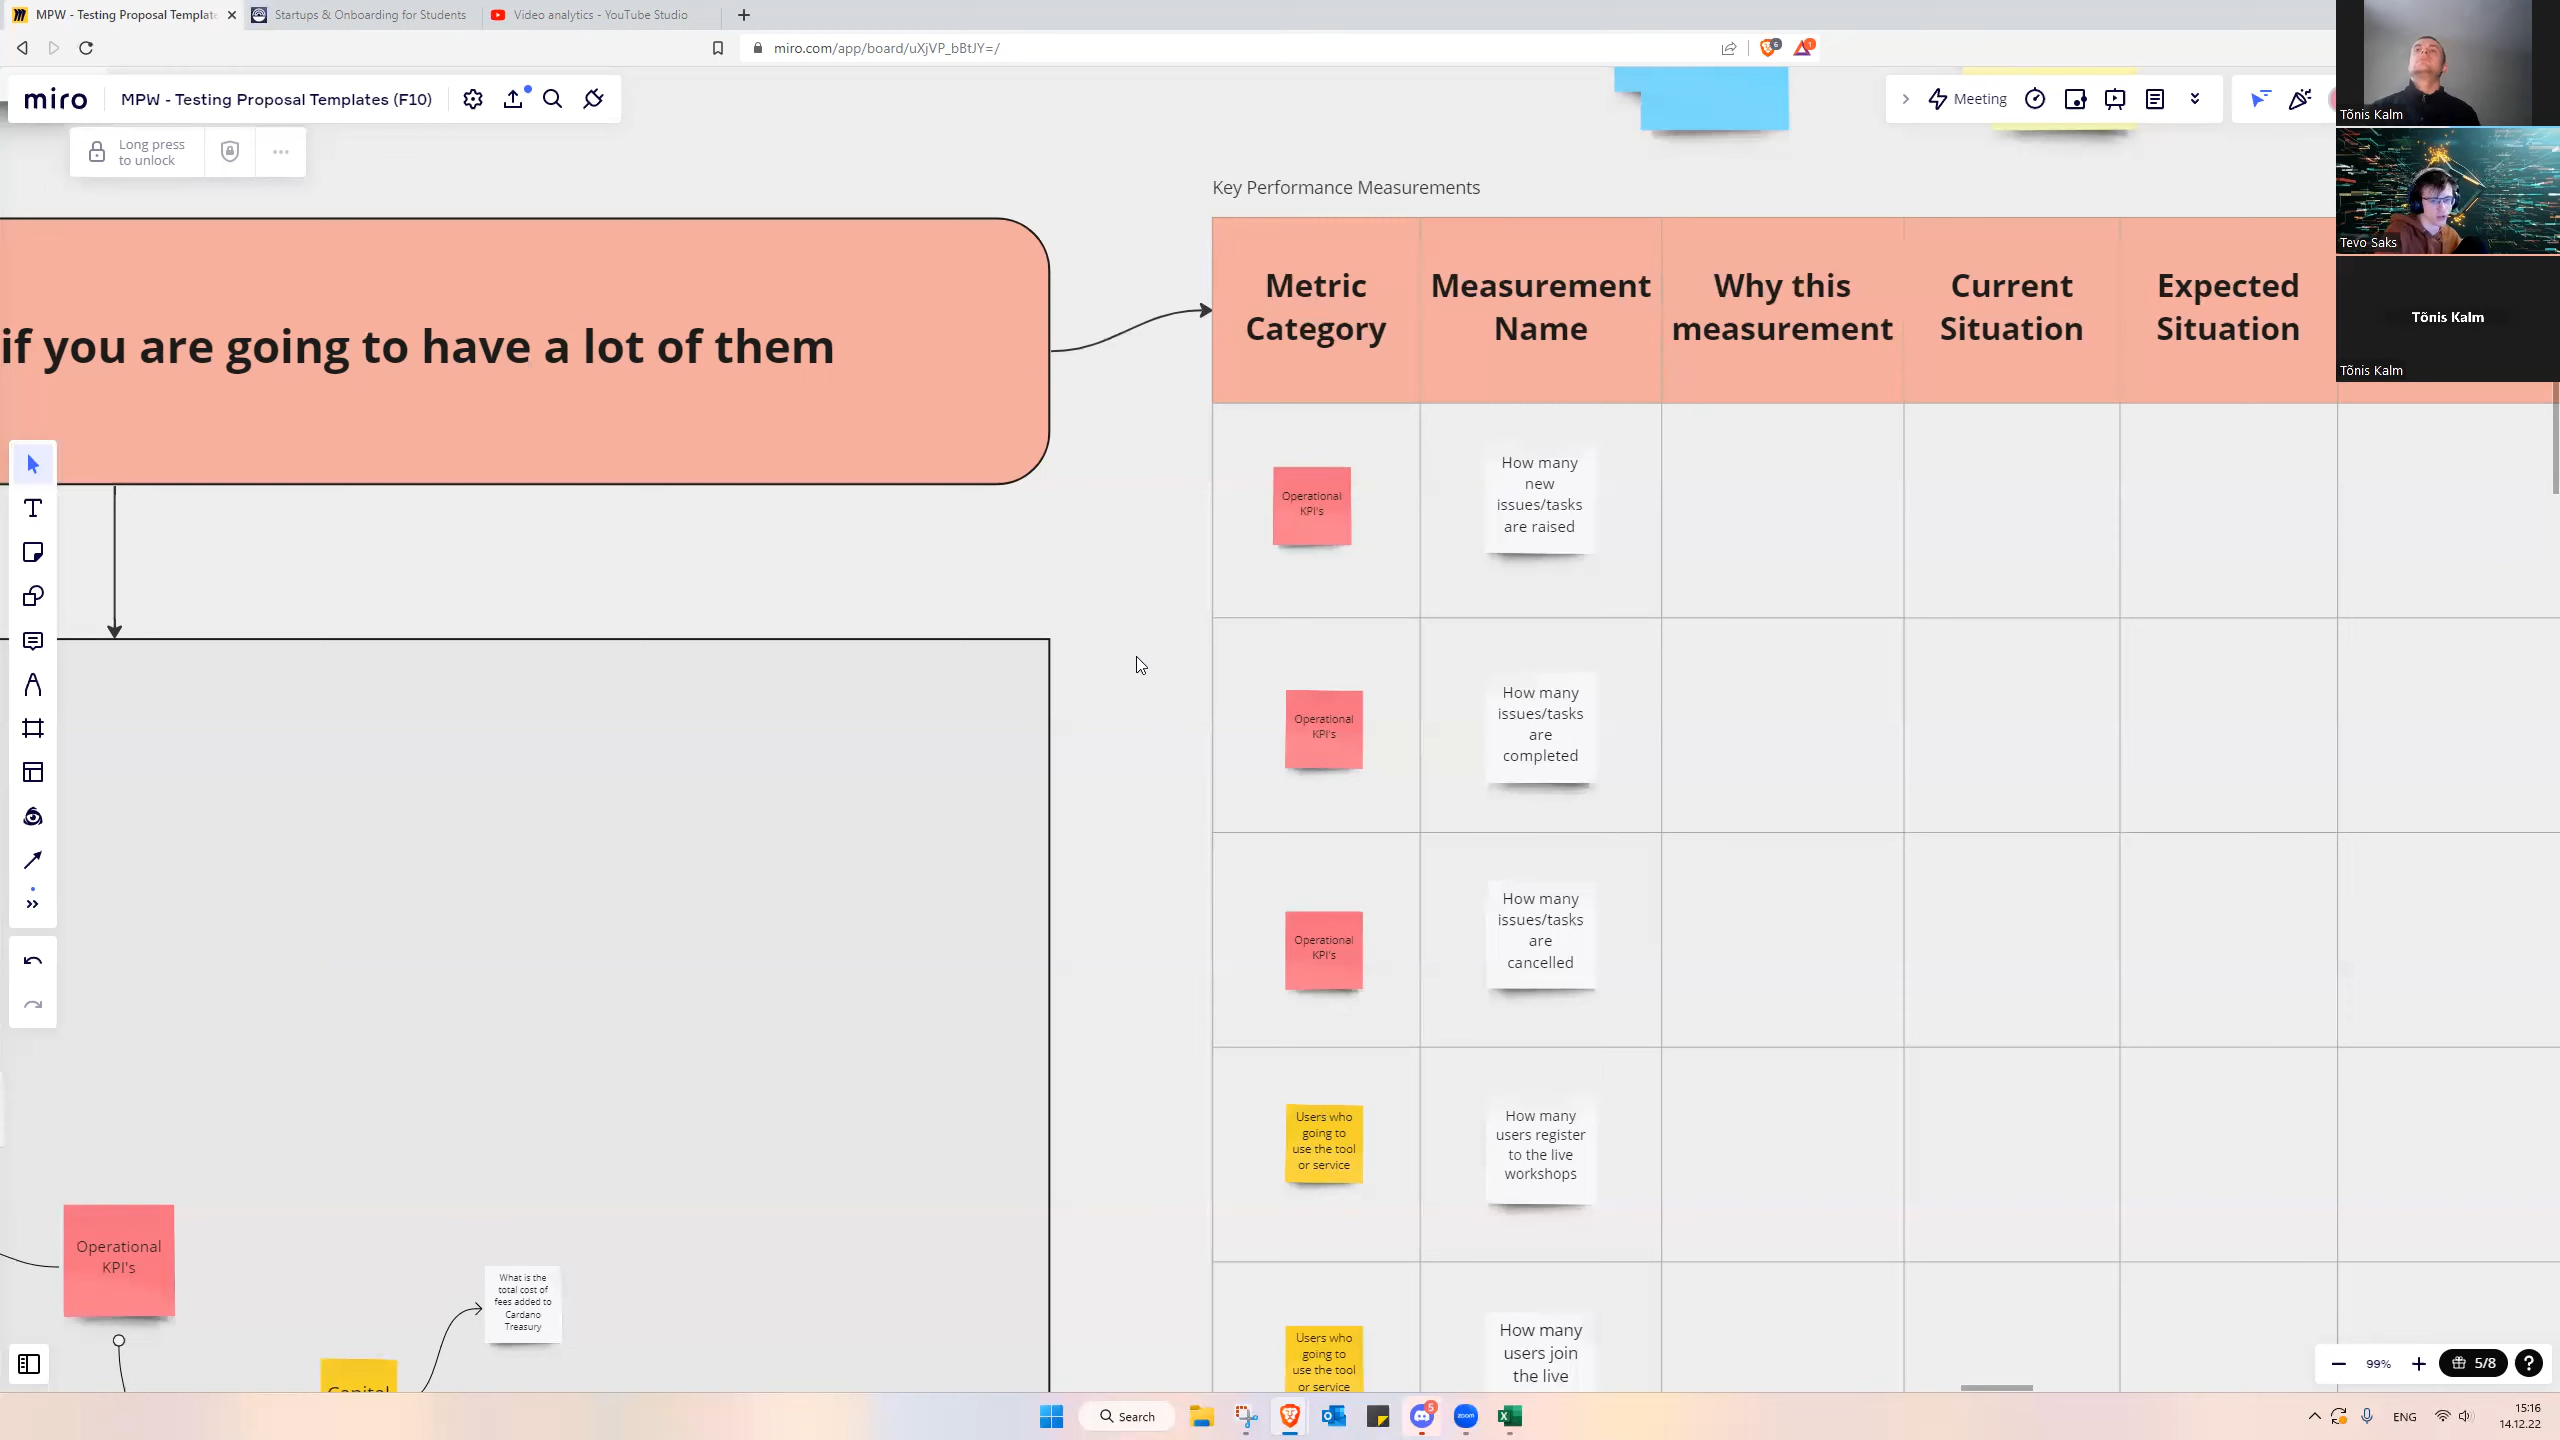 MPW - Testing Proposal Templat
Startups & Onboarding for Students
Video analytics - YouTube Studio
miro.com/app/board/uXjVP_bBtJY=/
6
1
miro
MPW - Testing Proposal Templates (F10)
Meeting
Long press
to unlock
Tõnis Kalm
Tevo Saks
Tõnis Kalm
Tõnis Kalm
if you are going to have a lot of them
Key Performance Measurements
Metric
Category
Measurement
Name
Why this
measurement
Current
Situation
Expected
Situation
Operational
KPI's
How many
new
issues/tasks
are raised
Operational
KPI's
How many
issues/tasks
are
completed
Operational
KPI's
How many
issues/tasks
are
cancelled
Users who
going to
use the tool
or service
How many
users register
to the live
workshops
Users who
going to
use the tool
or service
How many
users join
the live
Operational
KPI's
What is the
total cost of
fees added to
Cardano
Treasury
Capital
99%
5/8
Search
5
zoom
ENG
15:16
14.12.22